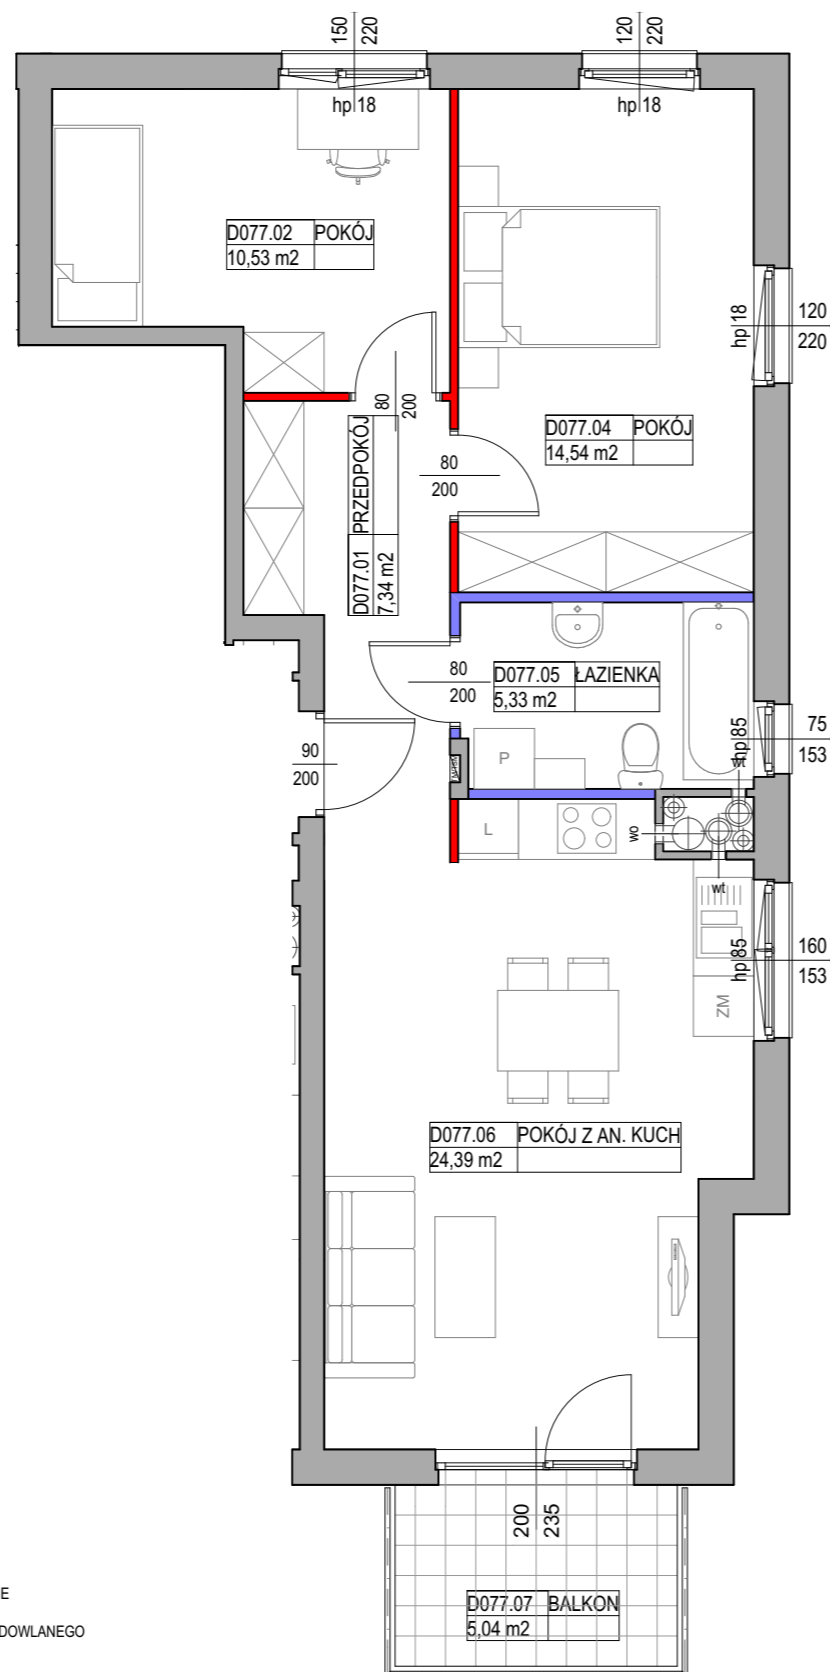 150
220
120
220
hp 18
hp 18
D077.02 POKÓJ
10,53 m2
hp 18
120
220
80
200
D077.01 PRZEDPOKÓJ
7,34 m2
D077.04 POKÓJ
14,54 m2
80
200
80
200
D077.05 ŁAZIENKA
5,33 m2
hp 85
75
153
wt
P
90
200
L
wo
wt
hp 85
160
153
ZM
D077.06 POKÓJ Z AN. KUCH
24,39 m2
200
235
D077.07 BALKON
5,04 m2
E
DOWLANEGO